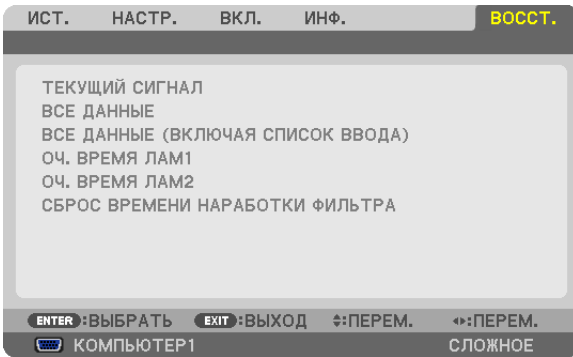 ИСТ. НАСТР. ВКЛ. ИНФ. ВОССТ.
ТЕКУЩИЙ СИГНАЛ
ВСЕ ДАННЫЕ
ВСЕ ДАННЫЕ (ВКЛЮЧАЯ СПИСОК ВВОДА)
ОЧ. ВРЕМЯ ЛАМ1
ОЧ. ВРЕМЯ ЛАМ2
СБРОС ВРЕМЕНИ НАРАБОТКИ ФИЛЬТРА
ENTER :ВЫБРАТЬ EXIT :ВЫХОД :ПЕРЕМ. :ПЕРЕМ.
КОМПЬЮТЕР1 СЛОЖНОЕ